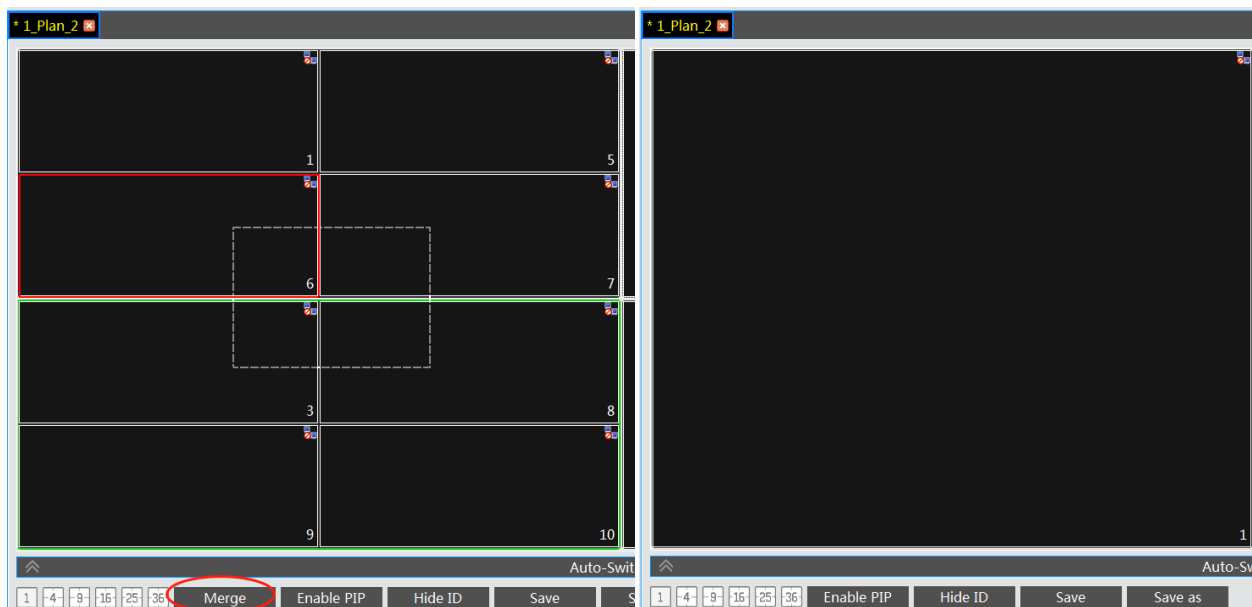 * 1_Plan_2
1
5
6
7
3
8
9
10
Auto-Swit
1 4 9 16 25 36 Merge Enable PIP Hide ID Save S
* 1_Plan_2
1
Auto-Sw
1 4 9 16 25 36 Enable PIP Hide ID Save Save as